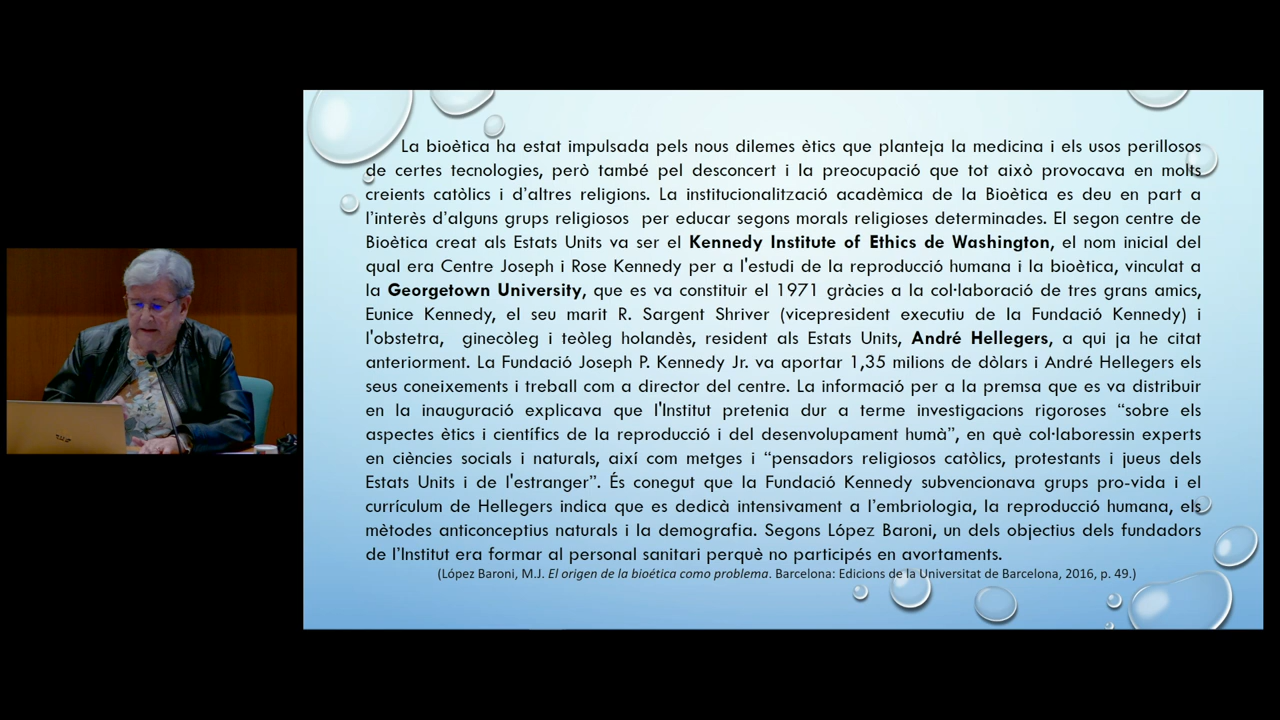 La bioètica ha estat impulsada pels nous dilemes ètics que planteja la medicina i els usos perillosos
de certes tecnologies, però també pel desconcert i la preocupació que tot això provocava en molts
creients catòlics i d’altres religions. La institucionalització acadèmica de la Bioètica es deu en part a
l’interès d’alguns grups religiosos per educar segons morals religioses determinades. El segon centre de
Bioètica creat als Estats Units va ser el Kennedy Institute of Ethics de Washington, el nom inicial del
qual era Centre Joseph i Rose Kennedy per a l'estudi de la reproducció humana i la bioètica, vinculat a
la Georgetown University, que es va constituir el 1971 gràcies a la col·laboració de tres grans amics,
Eunice Kennedy, el seu marit R. Sargent Shriver (vicepresident executiu de la Fundació Kennedy) i
l'obstetra, ginecòleg i teòleg holandès, resident als Estats Units, André Hellegers, a qui ja he citat
anteriorment. La Fundació Joseph P. Kennedy Jr. va aportar 1,35 milions de dòlars i André Hellegers els
seus coneixements i treball com a director del centre. La informació per a la premsa que es va distribuir
en la inauguració explicava que l'Institut pretenia dur a terme investigacions rigoroses “sobre els
aspectes ètics i científics de la reproducció i del desenvolupament humà”, en què col·laboressin experts
en ciències socials i naturals, així com metges i “pensadors religiosos catòlics, protestants i jueus dels
Estats Units i de l'estranger”. És conegut que la Fundació Kennedy subvencionava grups pro-vida i el
currículum de Hellegers indica que es dedicà intensivament a l’embriologia, la reproducció humana, els
mètodes anticonceptius naturals i la demografia. Segons López Baroni, un dels objectius dels fundadors
de l’Institut era formar al personal sanitari perquè no participés en avortaments.
(López Baroni, M.J. El origen de la bioética como problema. Barcelona: Edicions de la Universitat de Barcelona, 2016, p. 49.)